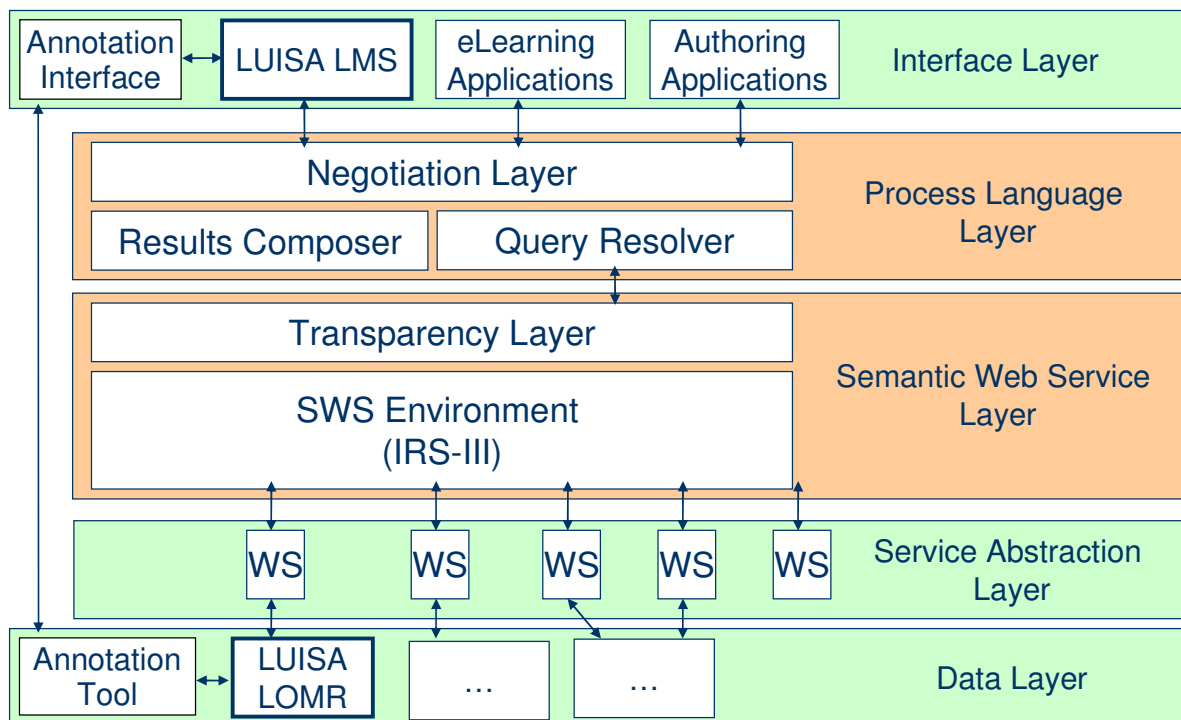 Annotation
Interface
LUISA LMS
eLearning
Applications
Authoring
Applications
Interface Layer
Negotiation Layer
Process Language
Layer
Results Composer
Query Resolver
Transparency Layer
Semantic Web Service
Layer
SWS Environment
(IRS-III)
WS
WS
WS
WS
WS
Service Abstraction
Layer
Annotation
Tool
LUISA
LOMR
...
...
Data Layer